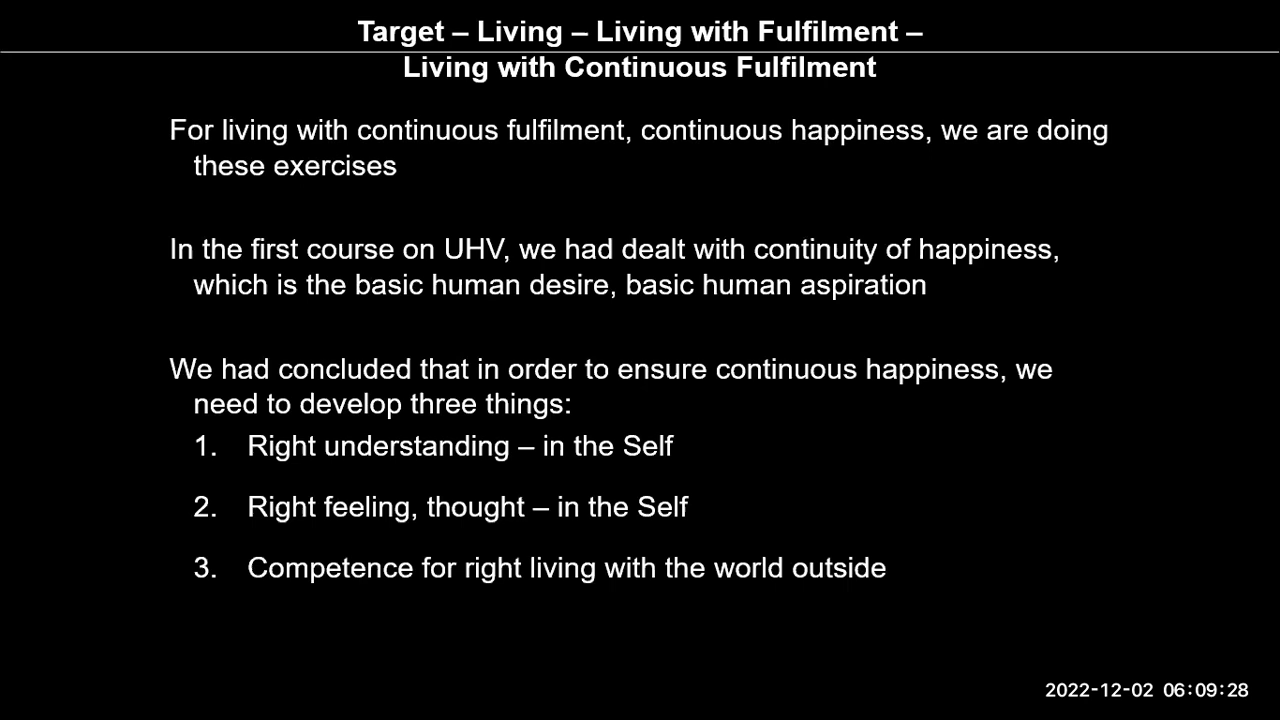 Target – Living – Living with Fulfilment –
Living with Continuous Fulfilment
For living with continuous fulfilment, continuous happiness, we are doing
these exercises
In the first course on UHV, we had dealt with continuity of happiness,
which is the basic human desire, basic human aspiration
We had concluded that in order to ensure continuous happiness, we
need to develop three things:
1. Right understanding – in the Self
2. Right feeling, thought – in the Self
3. Competence for right living with the world outside
2022-12-02 06:09:28